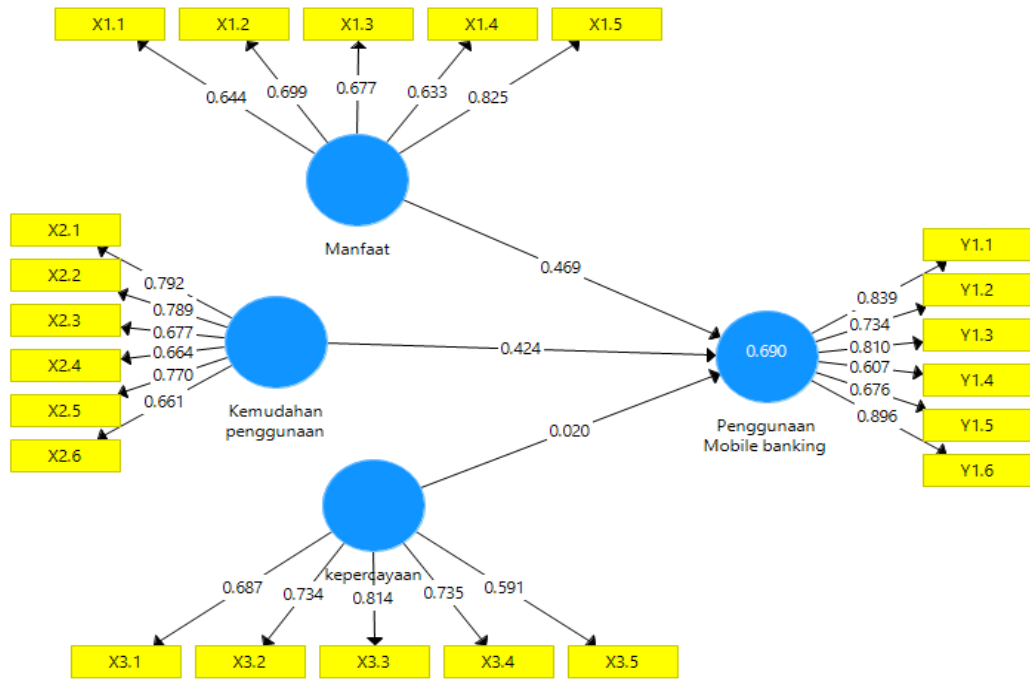 X1.1
X1.2
X1.3
X1.4
X1.5
0.644
0.699
0.677
0.633
0.825
Manfaat
X2.1
X2.2
X2.3
X2.4
X2.5
X2.6
0.792
0.789
0.677
0.664
0.770
0.661
Kemudahan
penggunaan
0.469
0.424
0.020
0.690
Penggunaan
Mobile banking
0.839
0.734
0.810
0.607
0.676
0.896
Y1.1
Y1.2
Y1.3
Y1.4
Y1.5
Y1.6
kepercayaan
0.687
0.734
0.814
0.735
0.591
X3.1
X3.2
X3.3
X3.4
X3.5